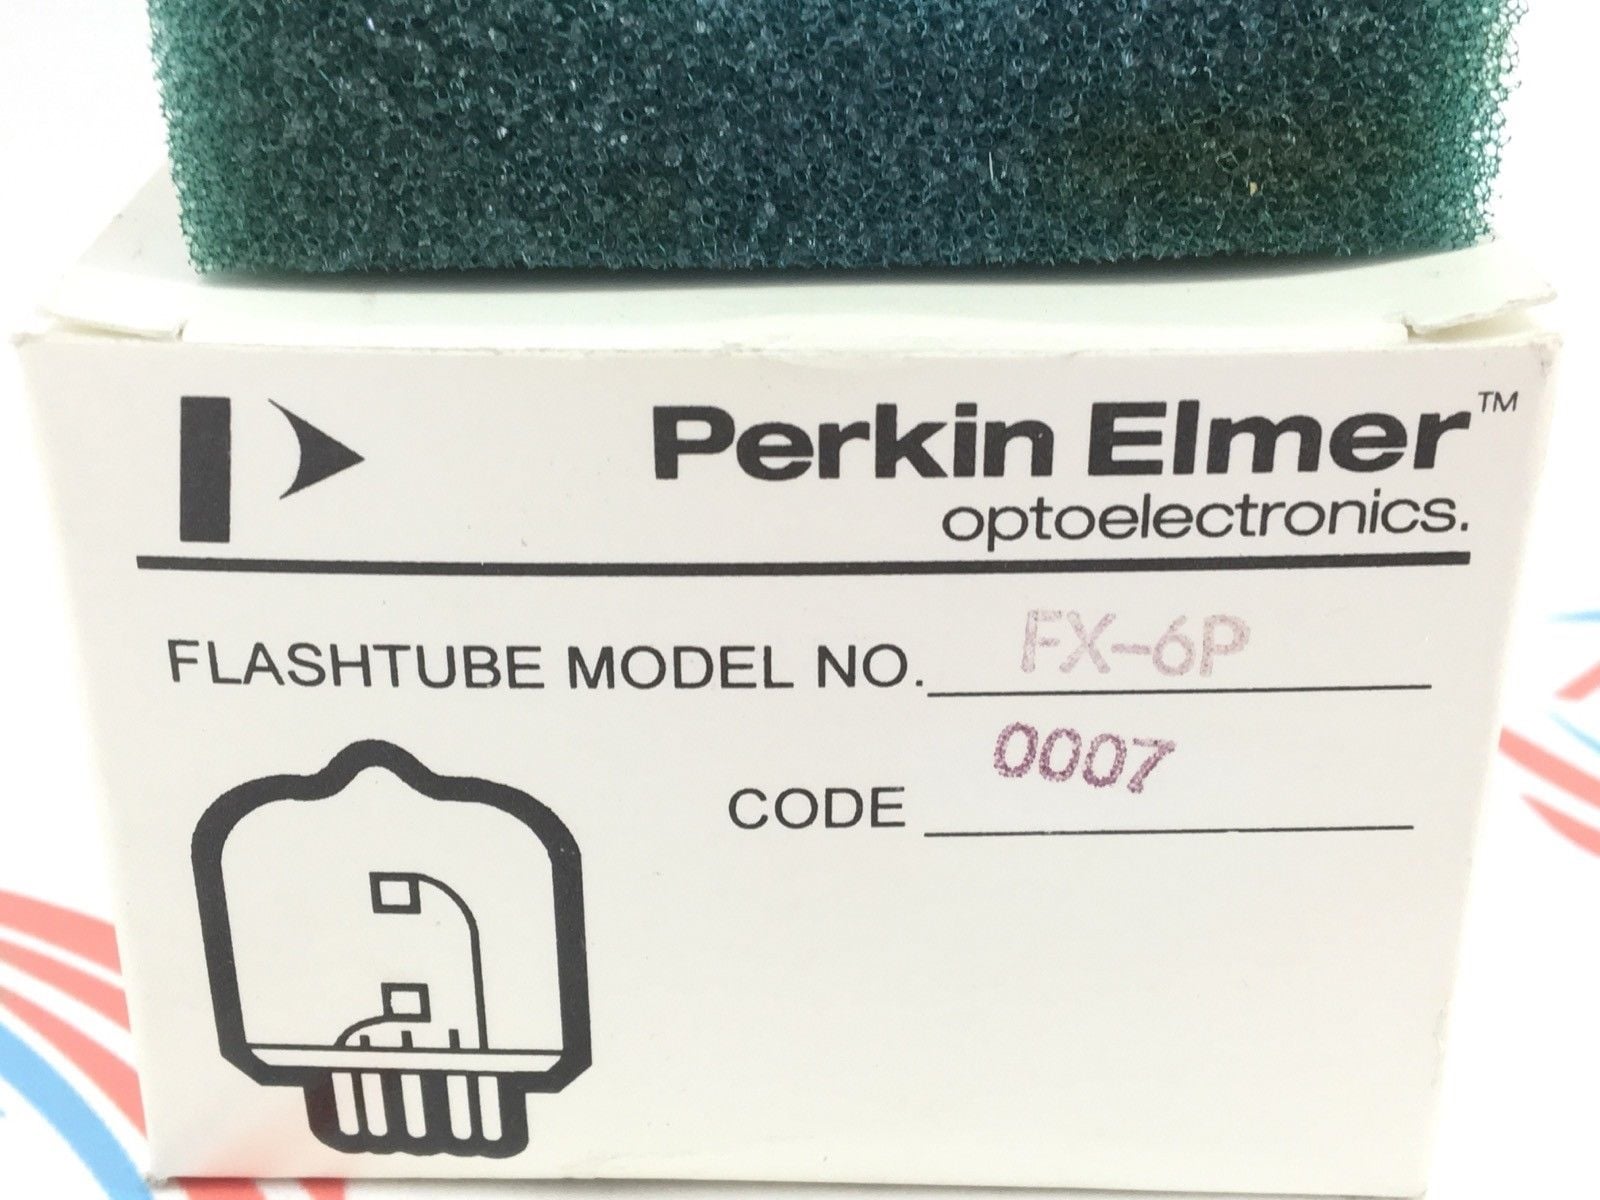 Perkin Elmer™
optoelectronics.
FLASHTUBE MODEL NO. FX-6P
CODE 0007